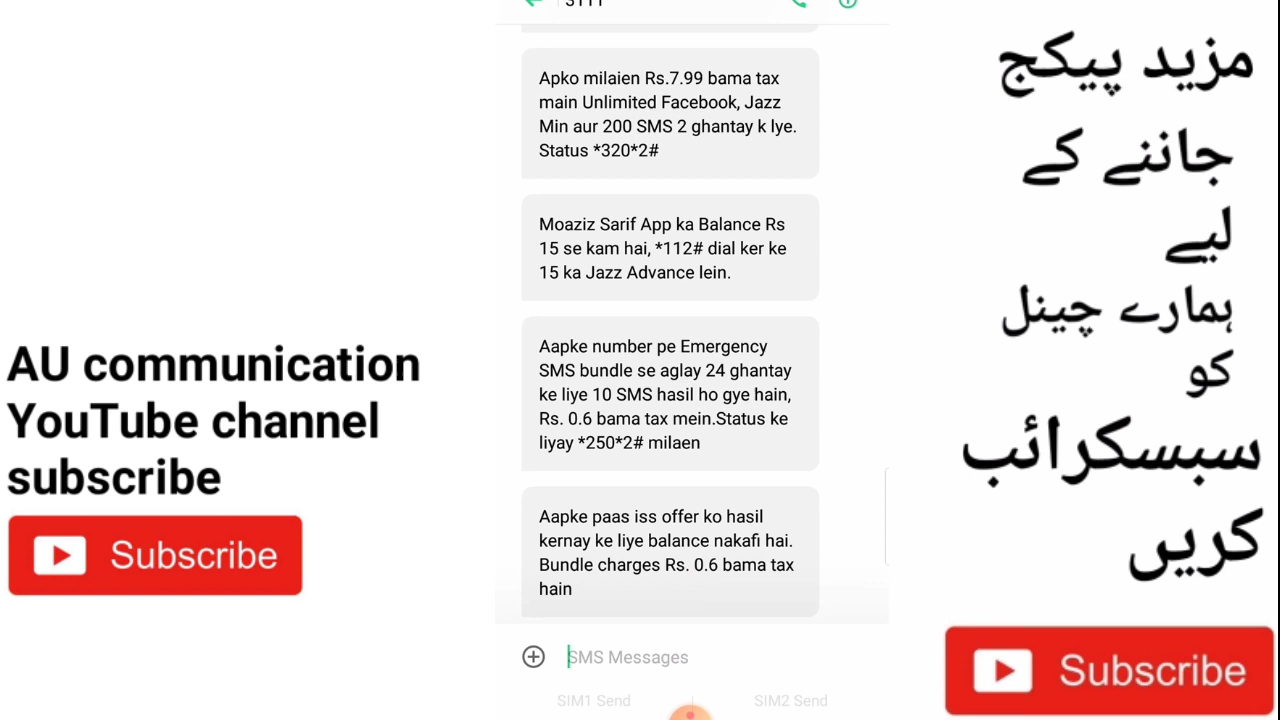 AU communication
YouTube channel
subscribe
Subscribe
Apko milaien Rs.7.99 bama tax
main Unlimited Facebook, Jazz
Min aur 200 SMS 2 ghantay k lye.
Status *320*2#
Moaziz Sarif App ka Balance Rs
15 se kam hai, *112# dial ker ke
15 ka Jazz Advance lein.
Aapke number pe Emergency
SMS bundle se aglay 24 ghantay
ke liye 10 SMS hasil ho gye hain,
Rs. 0.6 bama tax mein.Status ke
liyay *250*2# milaen
Aapke paas iss offer ko hasil
kernay ke liye balance nakafi hai.
Bundle charges Rs. 0.6 bama tax
hain
SMS Messages
SIM1 Send
SIM2 Send
مزید پیکج
جاننے کے
لیے
ہمارے چینل
کو
سبسکرائب
کریں
Subscribe